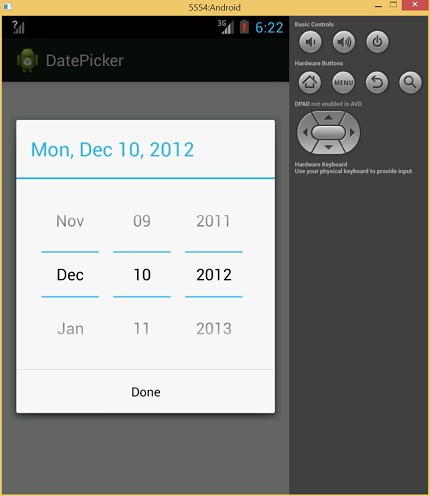 5554:Android
3G 6:22
DatePicker
Mon, Dec 10, 2012
Nov 09 2011
Dec 10 2012
Jan 11 2013
Done
Basic Controls
Hardware Buttons
MENU
DPAD not enabled in AVD
Hardware Keyboard
Use your physical keyboard to provide input